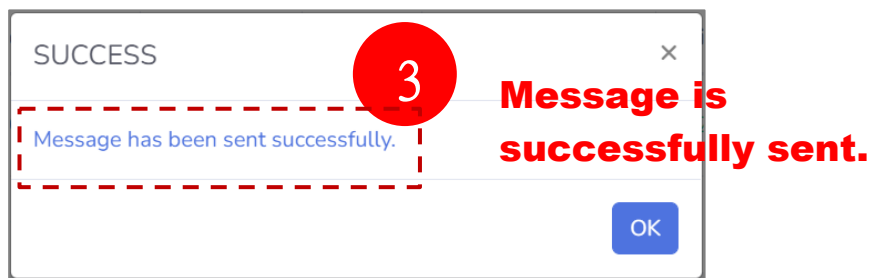 SUCCESS
×
3
Message is
successfully sent.
Message has been sent successfully.
OK